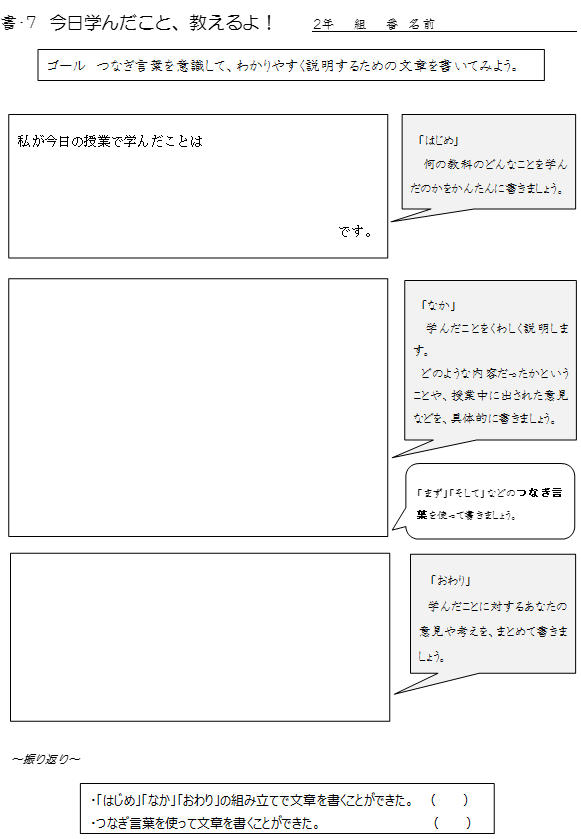 書・7 今日学んだこと、教えるよ！ 2年 組 番 名前
ゴール つなぎ言葉を意識して、わかりやすく説明するための文章を書いてみよう。
私が今日の授業で学んだことは
です。
「はじめ」
何の教科のどんなことを学ん
だのかをかんたんに書きましょう。
「なか」
学んだことをくわしく説明しま
す。
どのような内容だったかという
ことや、授業中に出された意見
などを、具体的に書きましょう。
「まず」「そして」などのつなぎ言
葉を使って書きましょう。
「おわり」
学んだことに対するあなたの
意見や考えを、まとめて書きま
しょう。
～振り返り～
・「はじめ」「なか」「おわり」の組み立てで文章を書くことができた。 （ ）
・つなぎ言葉を使って文章を書くことができた。 （ ）